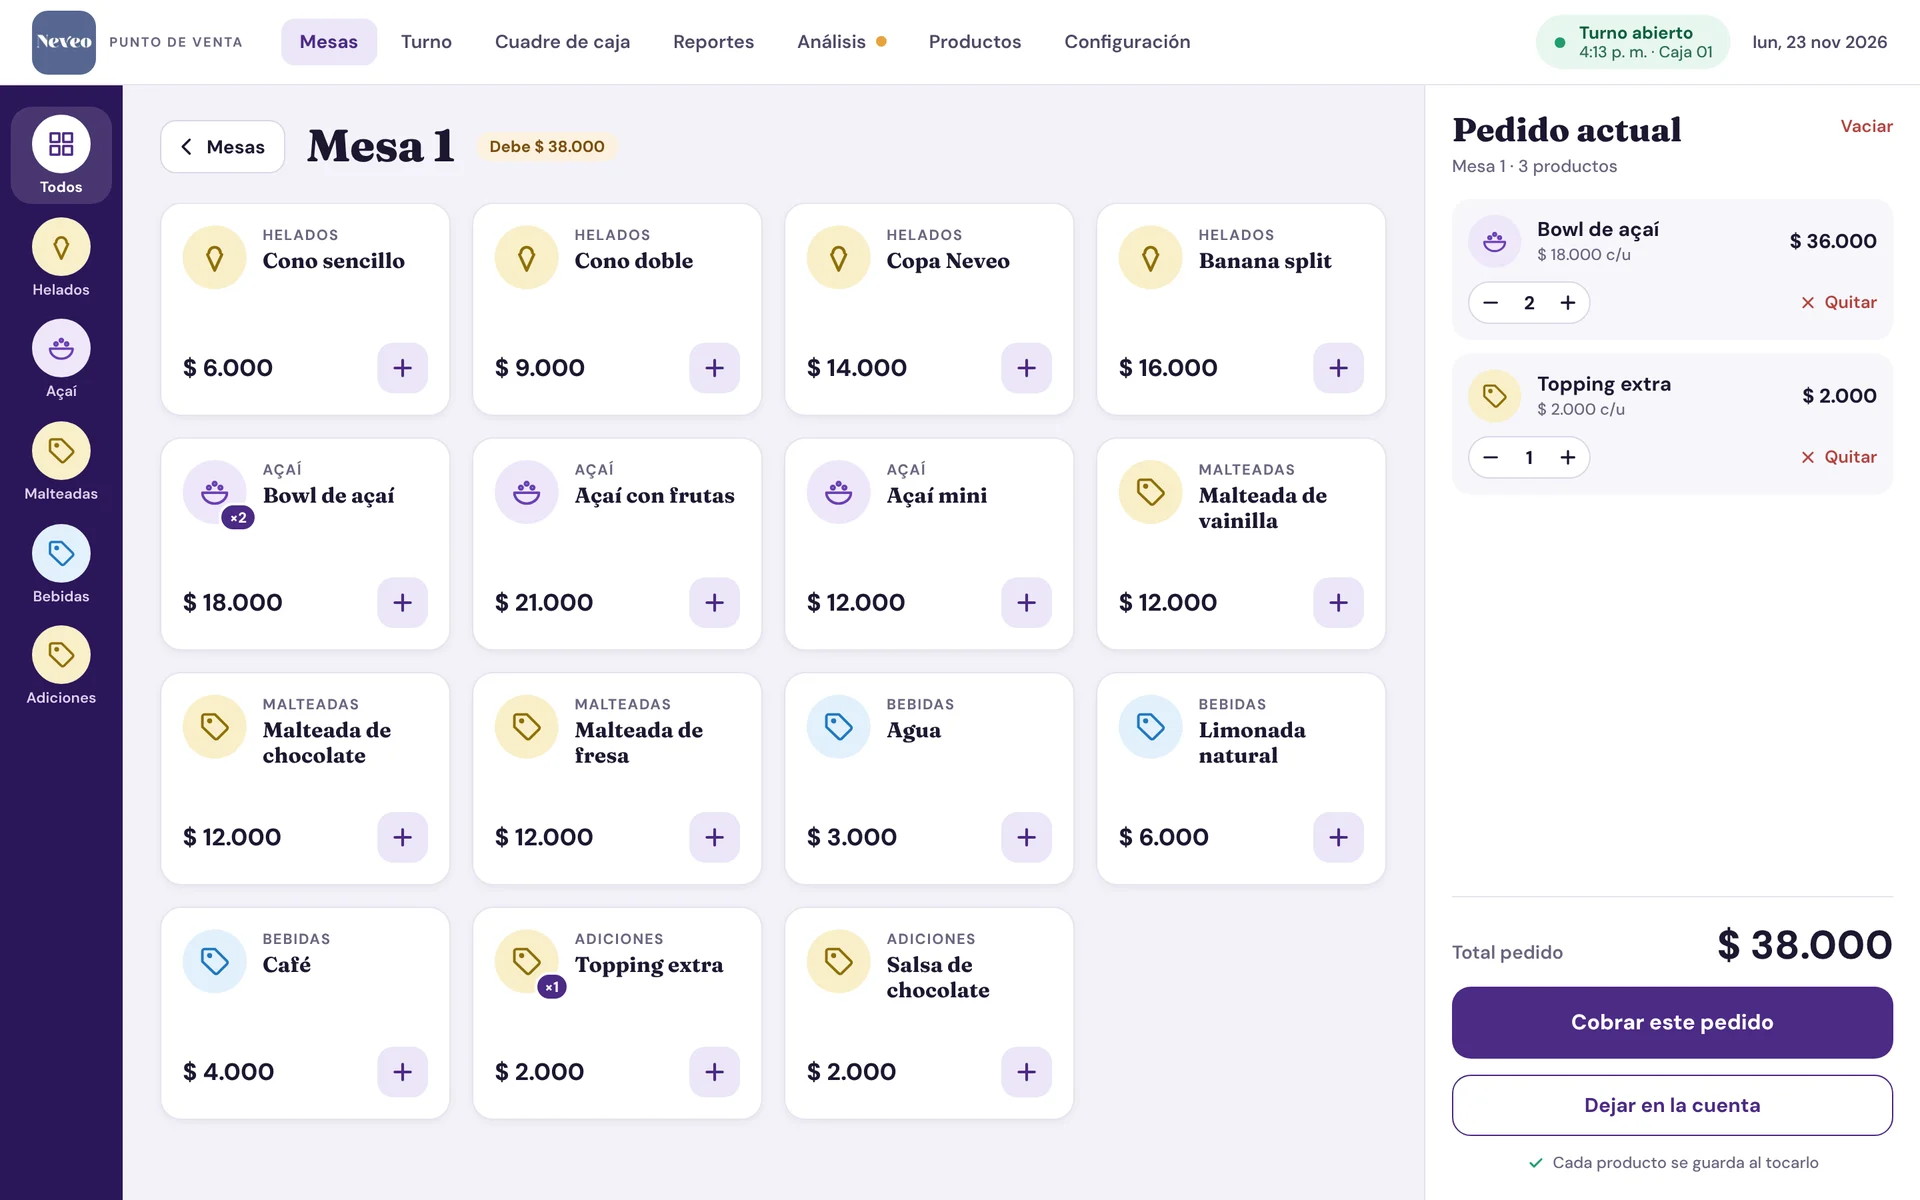 Neveo
PUNTO DE VENTA
Mesas
Turno
Cuadre de caja
Reportes
Análisis
Productos
Configuración
Turno abierto
4:13 p. m. · Caja 01
lun, 23 nov 2026
Todos
Helados
Açaí
Malteadas
Bebidas
Adiciones
Mesas
Mesa 1
Debe $ 38.000
HELADOS
Cono sencillo
$ 6.000
HELADOS
Cono doble
$ 9.000
HELADOS
Copa Neveo
$ 14.000
HELADOS
Banana split
$ 16.000
AÇAÍ
Bowl de açaí
×2
$ 18.000
AÇAÍ
Açaí con frutas
$ 21.000
AÇAÍ
Açaí mini
$ 12.000
MALTEADAS
Malteada de
vainilla
$ 12.000
MALTEADAS
Malteada de
chocolate
$ 12.000
MALTEADAS
Malteada de
fresa
$ 12.000
BEBIDAS
Agua
$ 3.000
BEBIDAS
Limonada
natural
$ 6.000
BEBIDAS
Café
$ 4.000
ADICIONES
Topping extra
×1
$ 2.000
ADICIONES
Salsa de
chocolate
$ 2.000
Pedido actual
Vaciar
Mesa 1 · 3 productos
Bowl de açaí
$ 18.000 c/u
$ 36.000
2
Quitar
Topping extra
$ 2.000 c/u
$ 2.000
1
Quitar
Total pedido
$ 38.000
Cobrar este pedido
Dejar en la cuenta
Cada producto se guarda al tocarlo